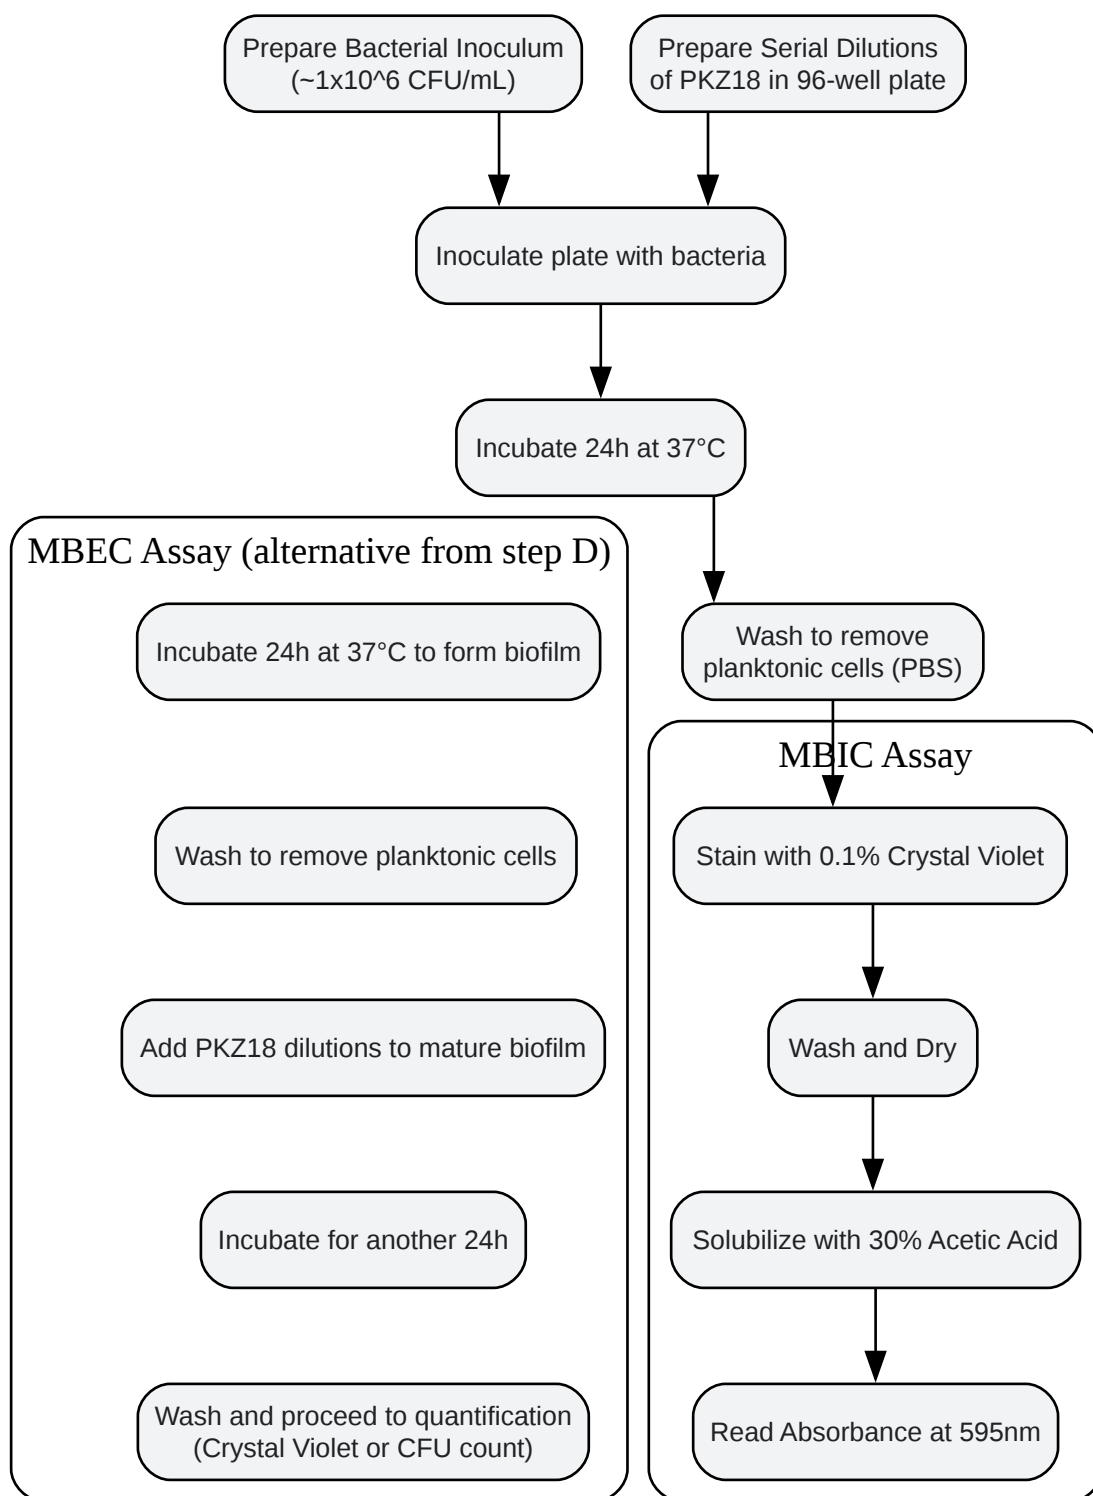 Prepare Bacterial Inoculum
(~1x10^6 CFU/mL)
Prepare Serial Dilutions
of PKZ18 in 96-well plate
Inoculate plate with bacteria
Incubate 24h at 37°C
MBEC Assay (alternative from step D)
Incubate 24h at 37°C to form biofilm
Wash to remove planktonic cells
Add PKZ18 dilutions to mature biofilm
Incubate for another 24h
Wash and proceed to quantification
(Crystal Violet or CFU count)
Wash to remove
planktonic cells (PBS)
MBIC Assay
Stain with 0.1% Crystal Violet
Wash and Dry
Solubilize with 30% Acetic Acid
Read Absorbance at 595nm